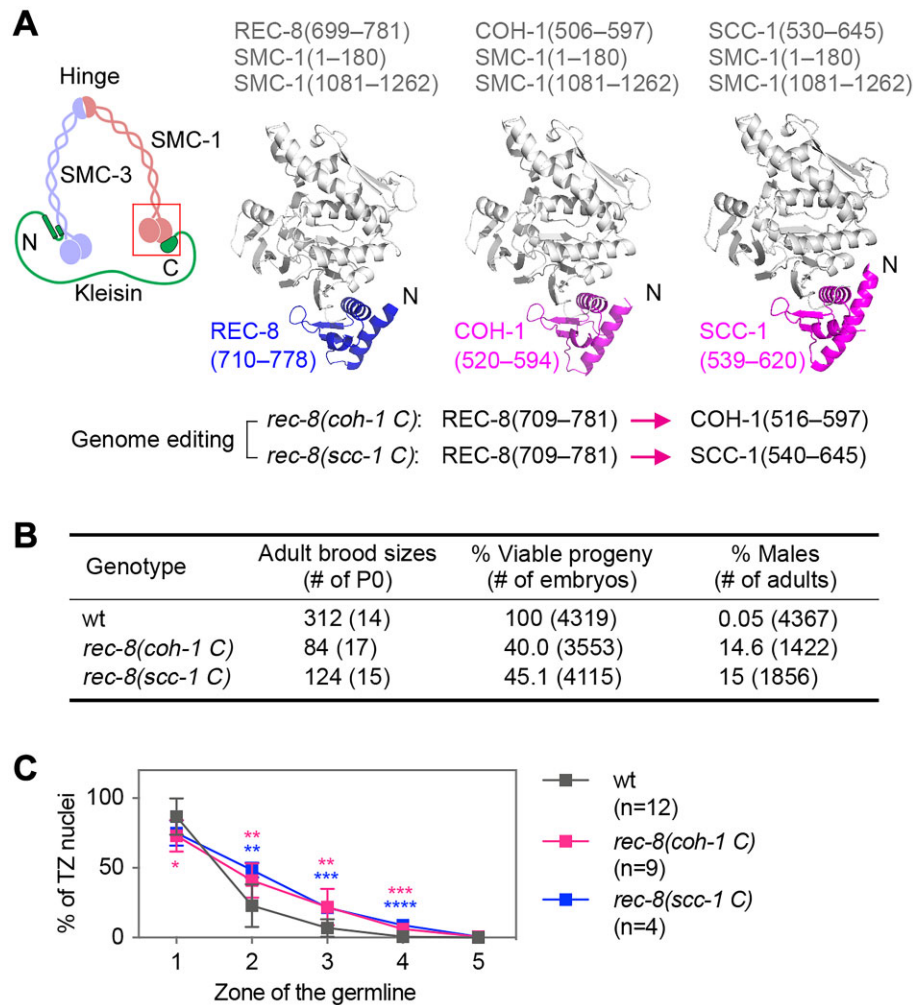 A
REC-8(699–781)
SMC-1(1–180)
SMC-1(1081–1262)
COH-1(506–597)
SMC-1(1–180)
SMC-1(1081–1262)
SCC-1(530–645)
SMC-1(1–180)
SMC-1(1081–1262)
Hinge
SMC-1
SMC-3
N
C
Kleisin
N
REC-8
(710–778)
N
COH-1
(520–594)
N
SCC-1
(539–620)
Genome editing
rec-8(coh-1 C): REC-8(709–781) → COH-1(516–597)
rec-8(scc-1 C): REC-8(709–781) → SCC-1(540–645)
B
Genotype
Adult brood sizes
(# of P0)
% Viable progeny
(# of embryos)
% Males
(# of adults)
wt 312 (14) 100 (4319) 0.05 (4367)
rec-8(coh-1 C) 84 (17) 40.0 (3553) 14.6 (1422)
rec-8(scc-1 C) 124 (15) 45.1 (4115) 15 (1856)
C
% of TZ nuclei
100
50
0
*
**
**
**
***
***
****
1 2 3 4 5
Zone of the germline
wt
(n=12)
rec-8(coh-1 C)
(n=9)
rec-8(scc-1 C)
(n=4)